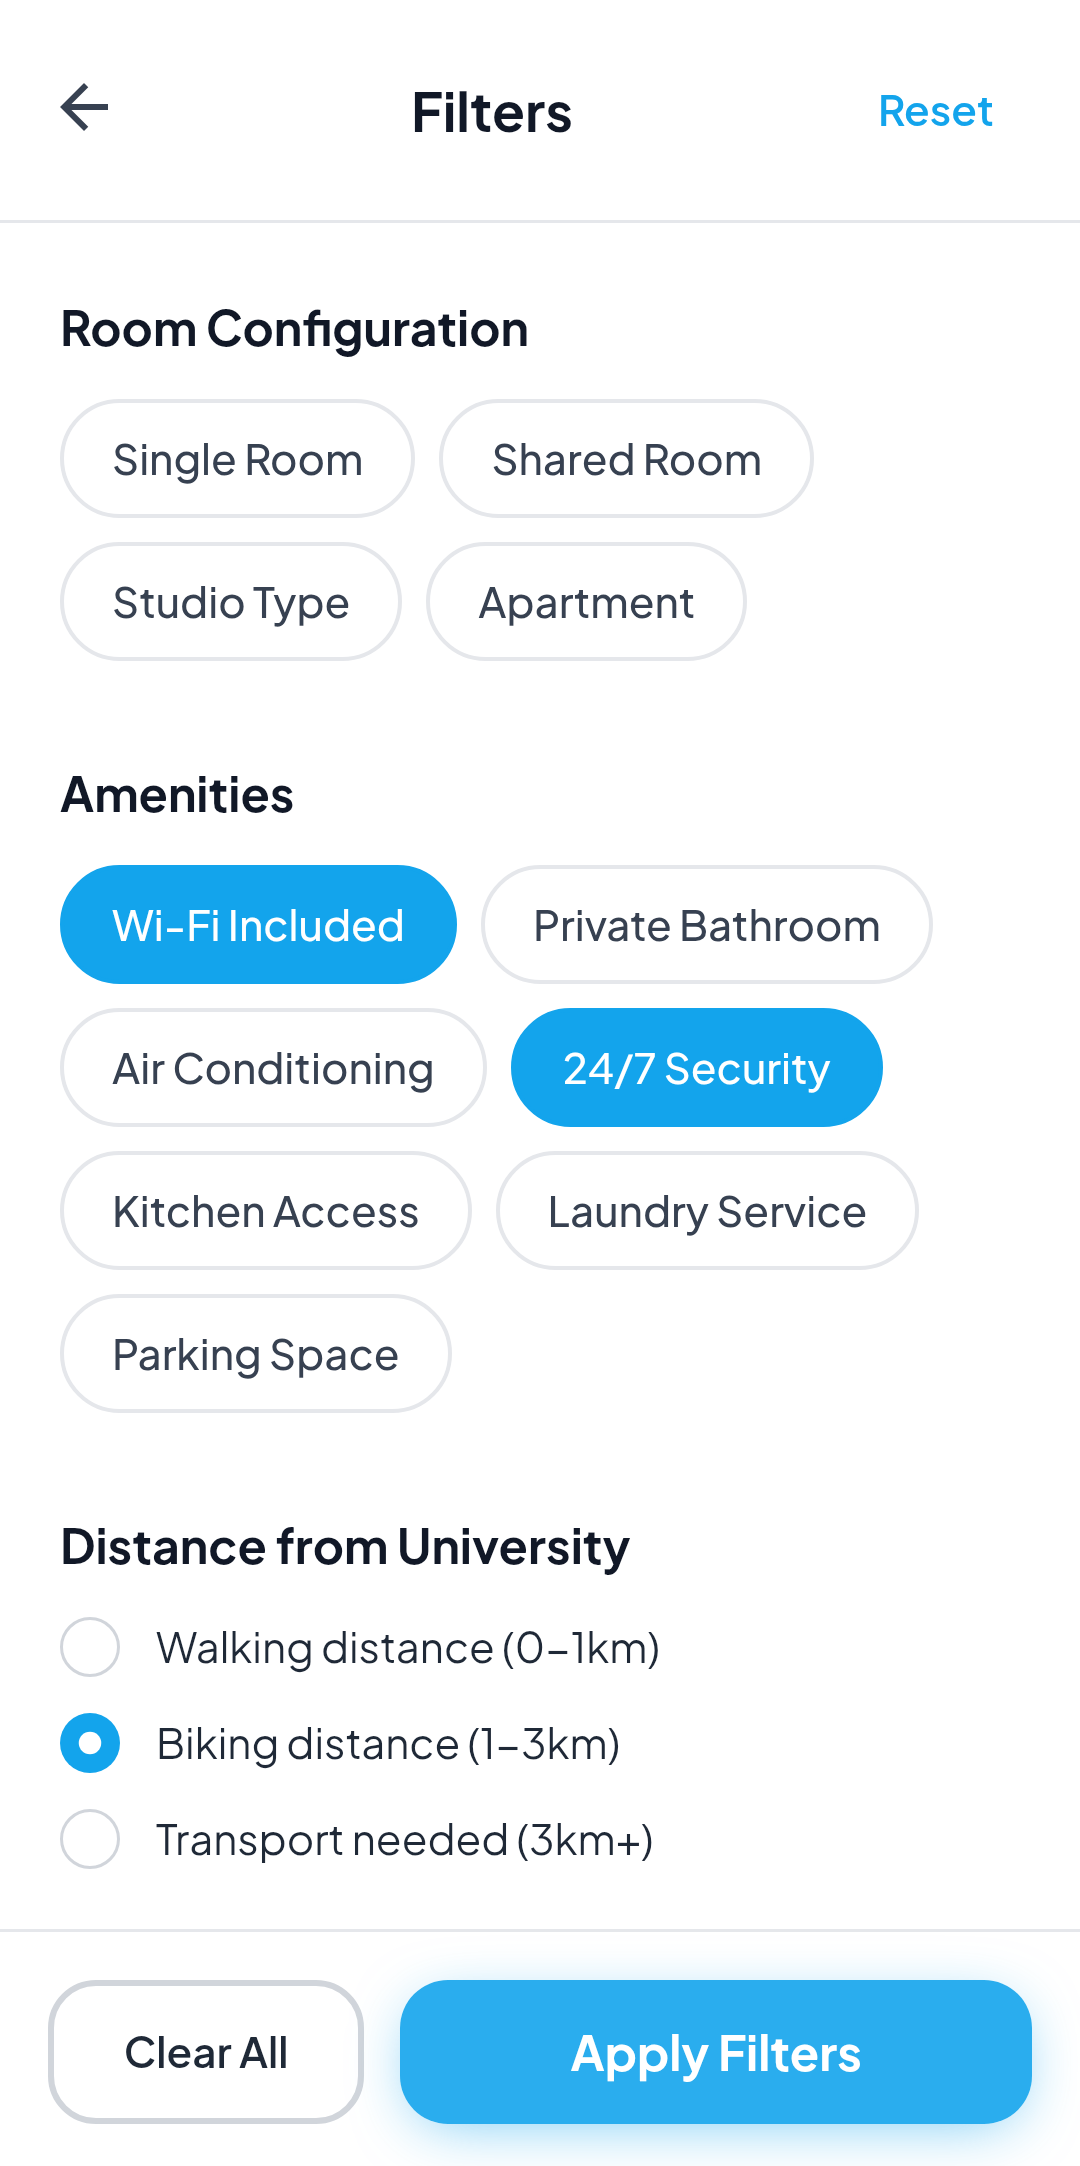 Filters
Reset
Room Configuration
Single Room
Shared Room
Studio Type
Apartment
Amenities
Wi-Fi Included
Private Bathroom
Air Conditioning
24/7 Security
Kitchen Access
Laundry Service
Parking Space
Distance from University
Walking distance (0–1km)
Biking distance (1–3km)
Transport needed (3km+)
Clear All
Apply Filters